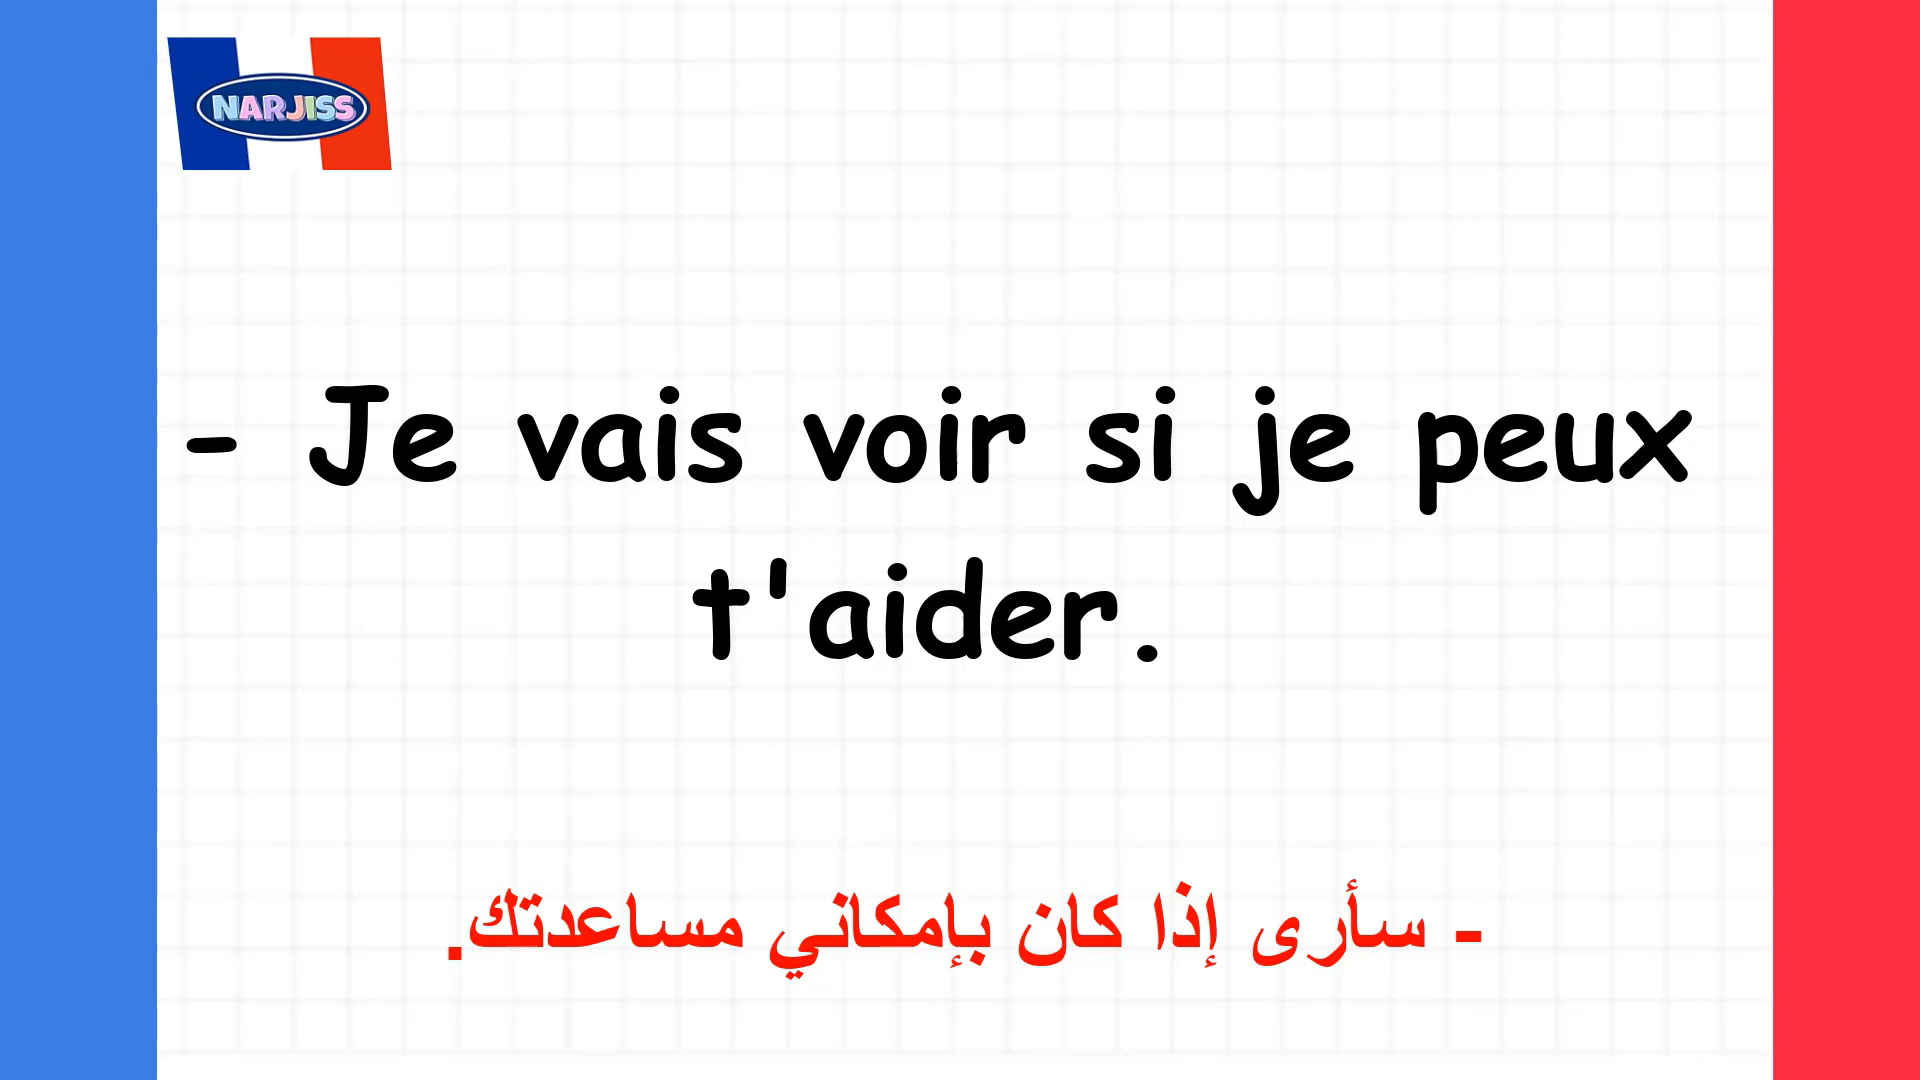 NARJISS
- Je vais voir si je peux
t'aider.
- سأرى إذا كان بإمكاني مساعدتك.